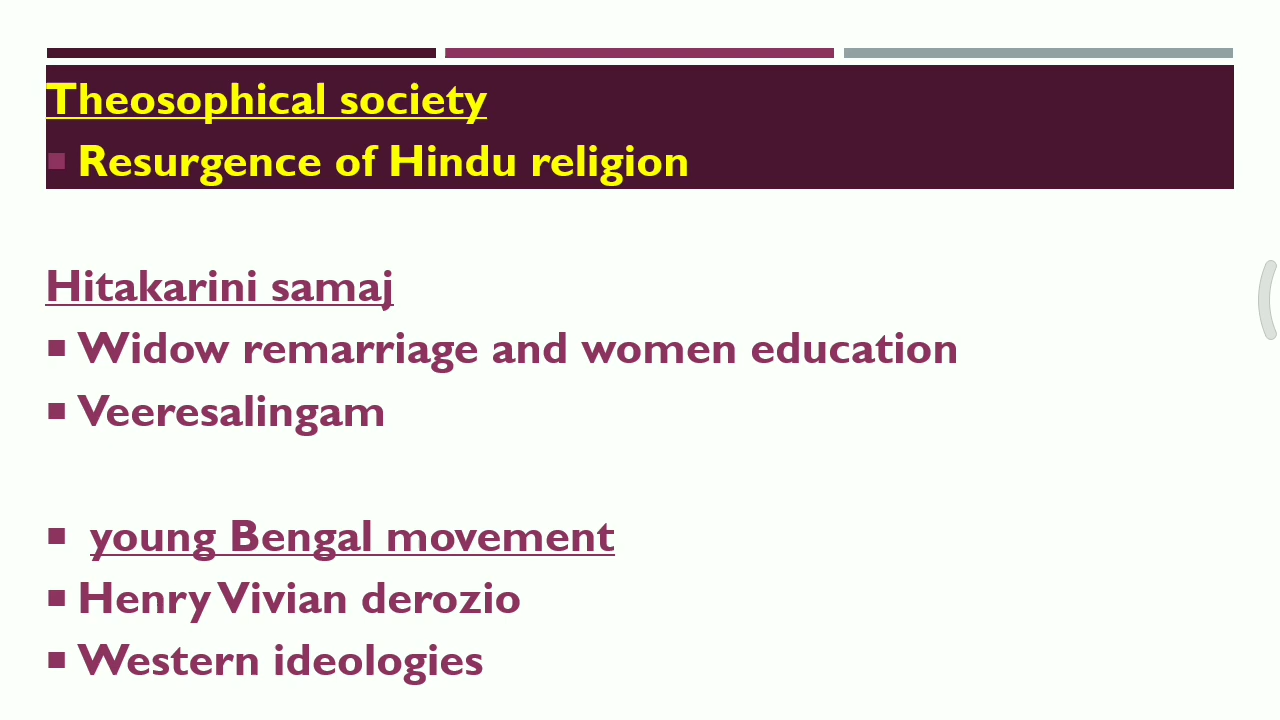 Theosophical society
▪ Resurgence of Hindu religion
Hitakarini samaj
▪ Widow remarriage and women education
▪ Veeresalingam
▪ young Bengal movement
▪ Henry Vivian derozio
▪ Western ideologies